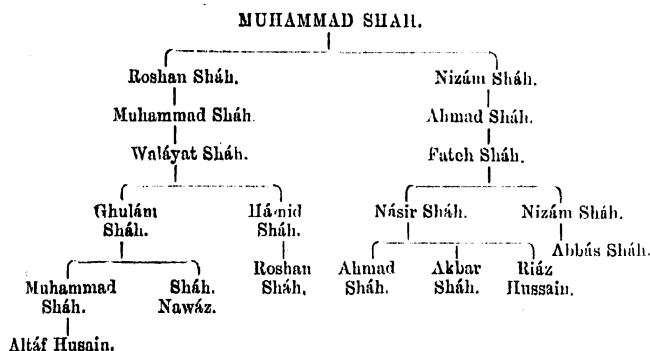 MUHAMMAD SHAH.
Roshan Sháh. Nizám Sháh.
Muhammad Sháh. Ahmad Sháh.
Waláyat Sháh. Fateh Sháh.
Ghulám Sháh. Hámid Sháh. Násir Sháh. Nizám Sháh.
Abbás Sháh.
Muhammad Sháh. Sháh Nawáz. Roshan Sháh. Ahmad Sháh. Akbar Sháh. Riáz Hussain.
Altáf Husain.